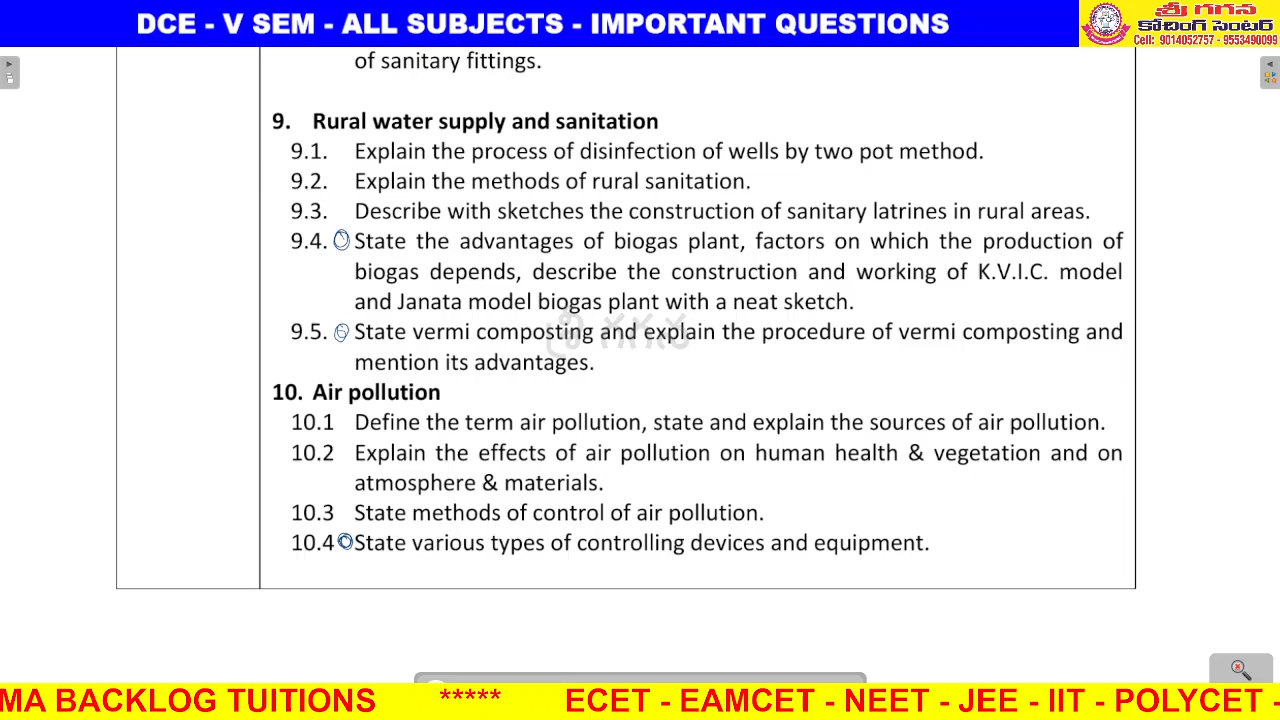 DCE - V SEM - ALL SUBJECTS - IMPORTANT QUESTIONS
శ్రీ గగన
కోచింగ్ సెంటర్
Cell: 9014052757 - 9553490099
of sanitary fittings.
9. Rural water supply and sanitation
9.1. Explain the process of disinfection of wells by two pot method.
9.2. Explain the methods of rural sanitation.
9.3. Describe with sketches the construction of sanitary latrines in rural areas.
9.4. State the advantages of biogas plant, factors on which the production of
biogas depends, describe the construction and working of K.V.I.C. model
and Janata model biogas plant with a neat sketch.
శ్రీ గగన
9.5. State vermi composting and explain the procedure of vermi composting and
mention its advantages.
10. Air pollution
10.1 Define the term air pollution, state and explain the sources of air pollution.
10.2 Explain the effects of air pollution on human health & vegetation and on
atmosphere & materials.
10.3 State methods of control of air pollution.
10.4 State various types of controlling devices and equipment.
MA BACKLOG TUITIONS ***** ECET - EAMCET - NEET - JEE - IIT - POLYCET -